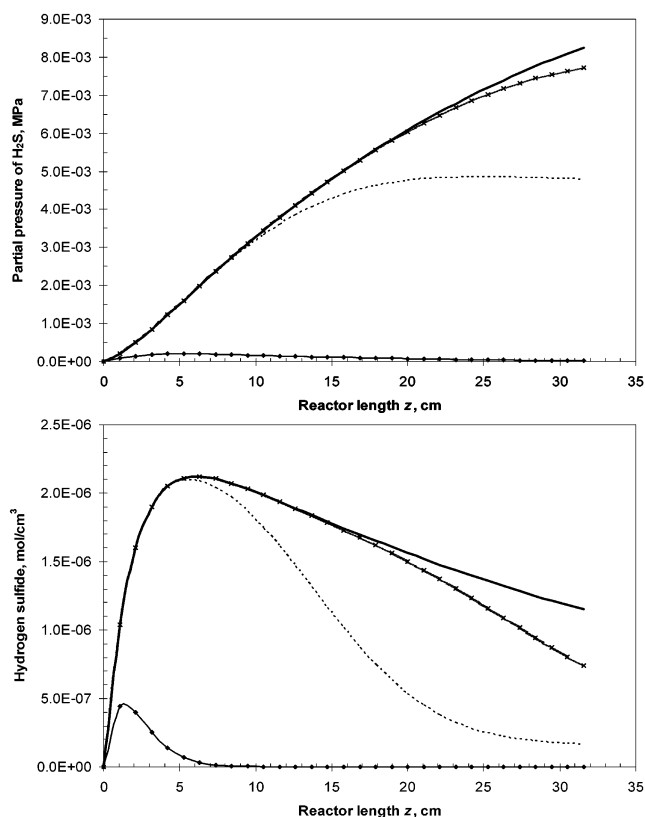 9.0E-03
8.0E-03
7.0E-03
6.0E-03
5.0E-03
4.0E-03
3.0E-03
2.0E-03
1.0E-03
0.0E+00
Partial pressure of H₂S, MPa
0 5 10 15 20 25 30 35
Reactor length z, cm
2.5E-06
2.0E-06
1.5E-06
1.0E-06
5.0E-07
0.0E+00
Hydrogen sulfide, mol/cm³
0 5 10 15 20 25 30 35
Reactor length z, cm